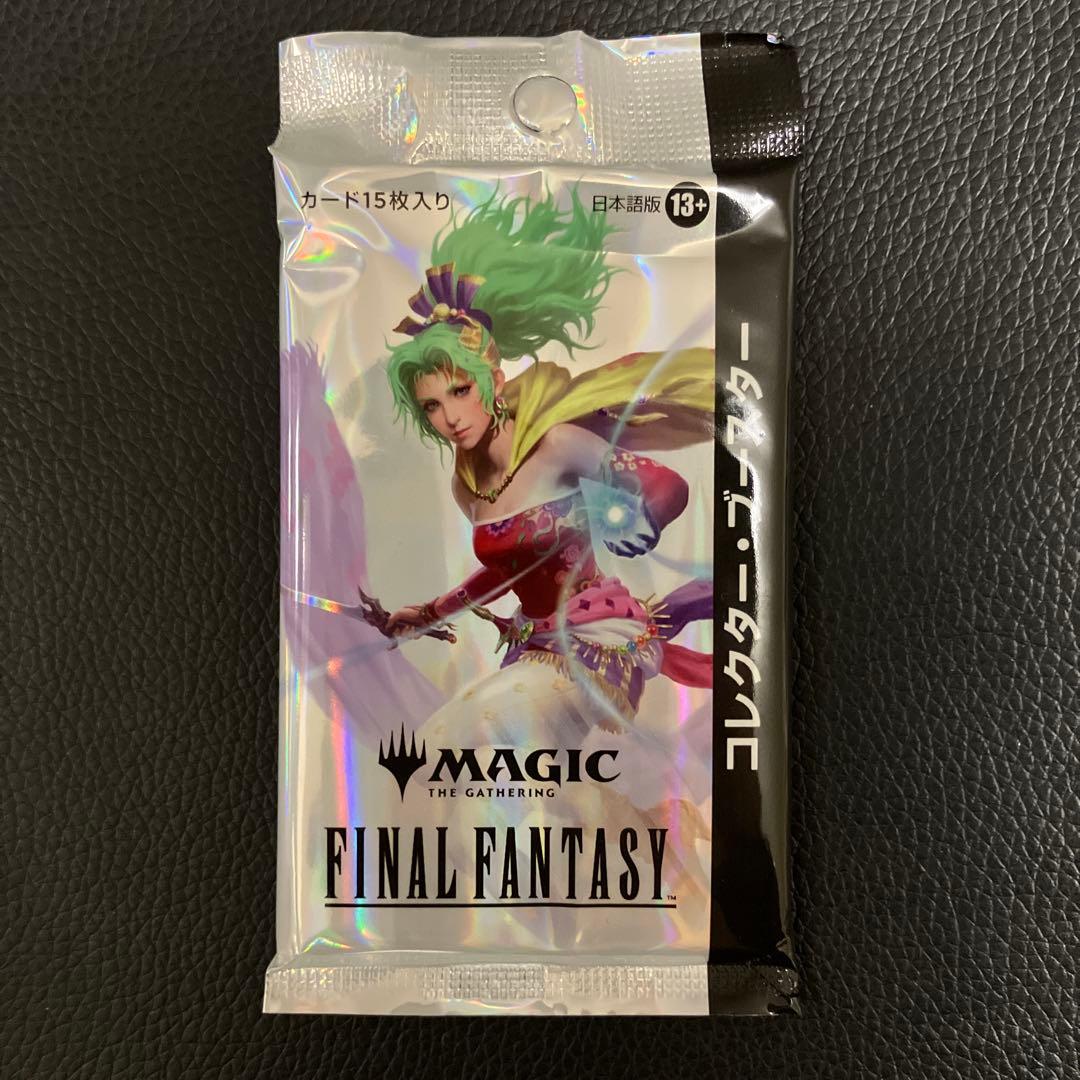 カード15枚入り
日本語版 13+
コレクター・ブースター
MAGIC
THE GATHERING
FINAL FANTASY™